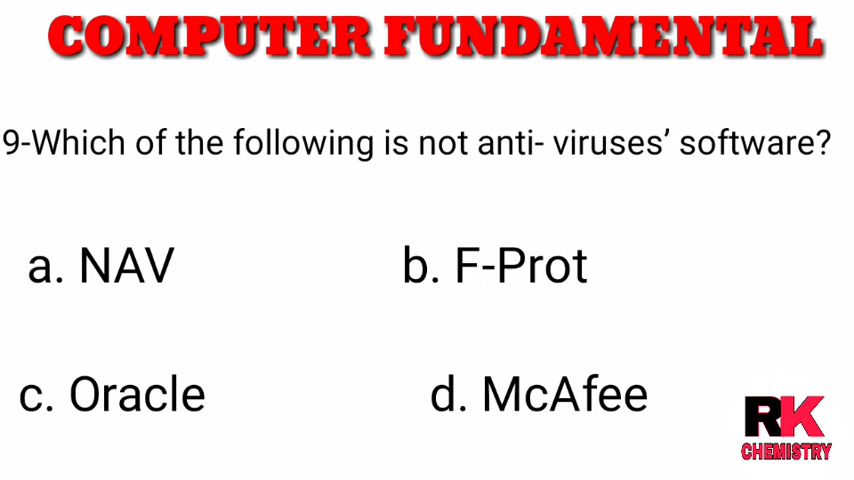 COMPUTER FUNDAMENTAL
9-Which of the following is not anti- viruses’ software?
a. NAV b. F-Prot
c. Oracle d. McAfee
RK
CHEMISTRY